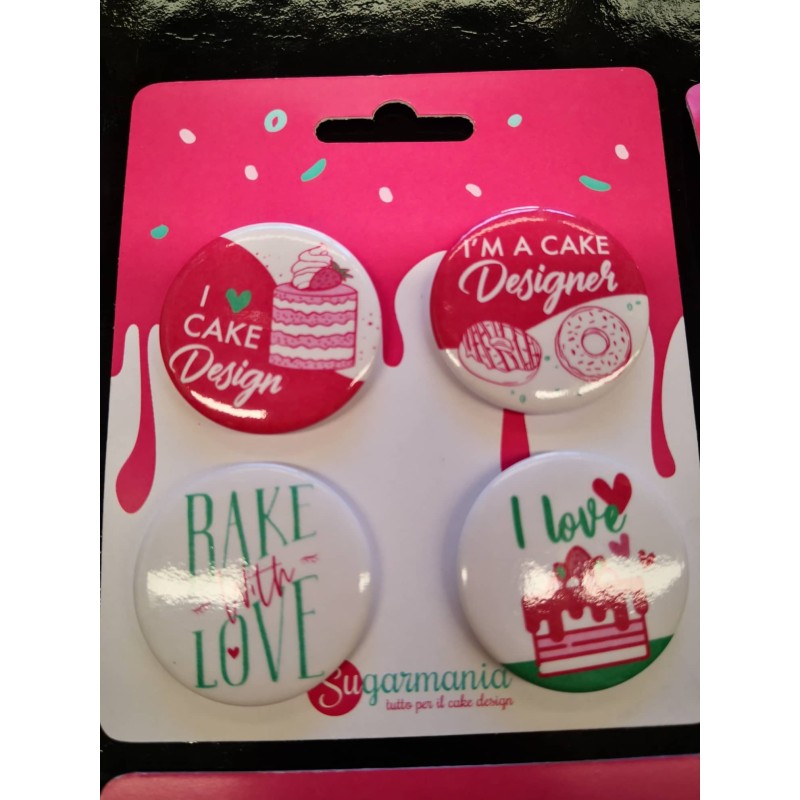 I
CAKE
Design
I'M A CAKE
Designer
BAKE
With
LOVE
I love
Sugarmania
tutto per il cake design